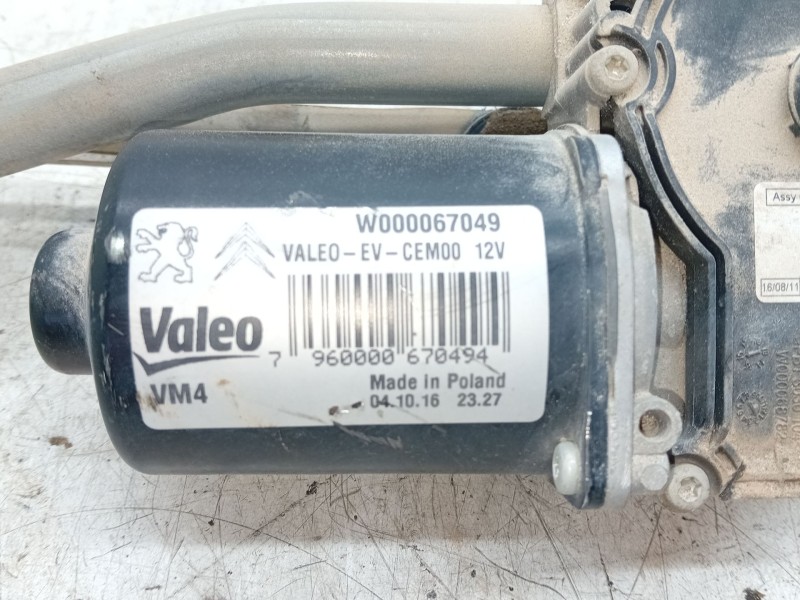 W000067049
VALEO-EV-CEM00 12V
Valeo
7 960000 670494
VM4
Made in Poland
04.10.16 23.27
Assy
16/08/11